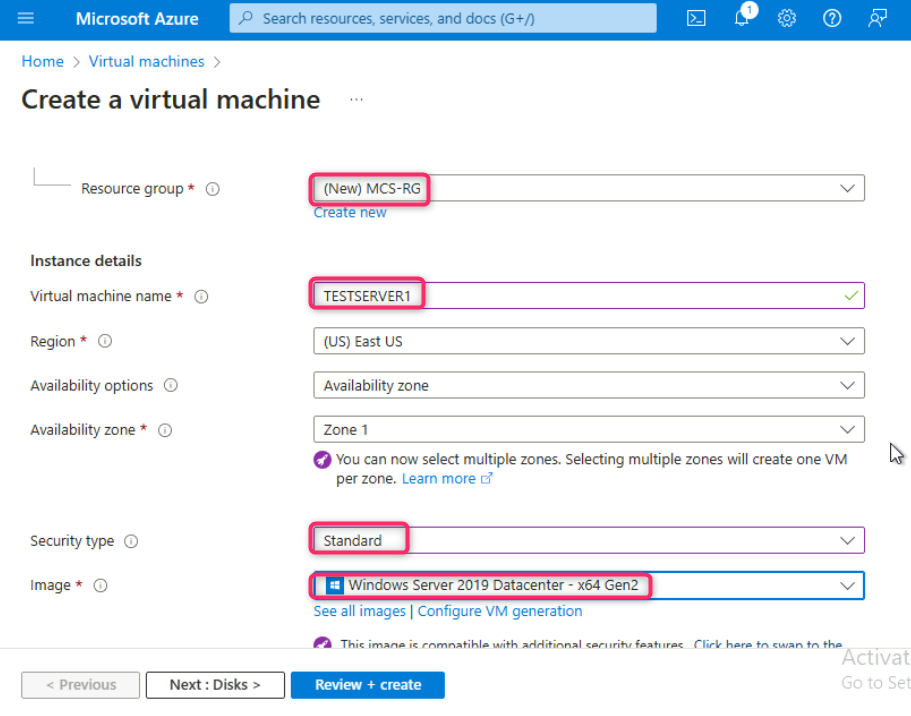 Microsoft Azure
Search resources, services, and docs (G+/)
1
Home > Virtual machines >
Create a virtual machine ...
Resource group *
(New) MCS-RG
Create new
Instance details
Virtual machine name *
TESTSERVER1
Region *
(US) East US
Availability options
Availability zone
Availability zone *
Zone 1
You can now select multiple zones. Selecting multiple zones will create one VM
per zone. Learn more
Security type
Standard
Image *
Windows Server 2019 Datacenter - x64 Gen2
See all images | Configure VM generation
This image is compatible with additional security features. Click here to swap to the
< Previous
Next : Disks >
Review + create
Activat
Go to Set